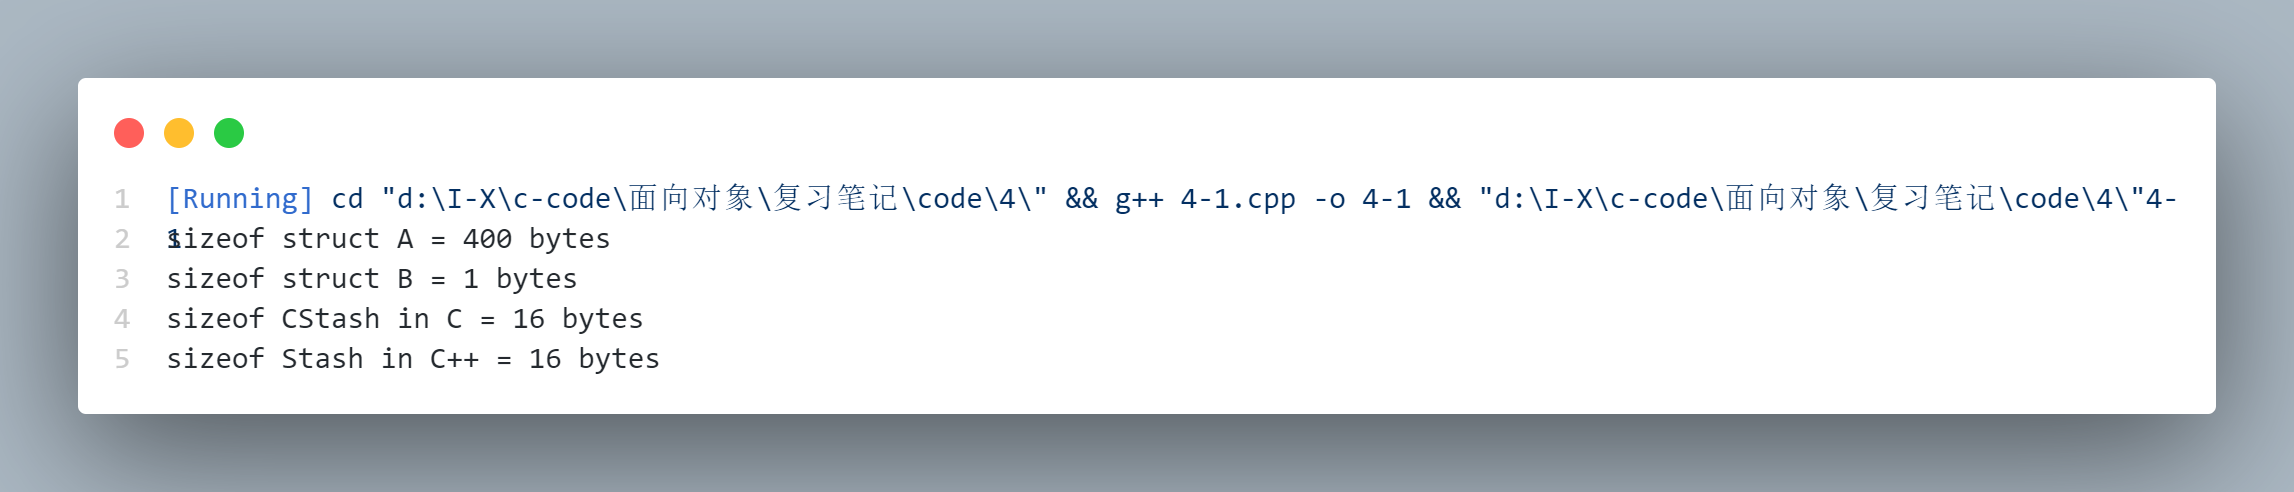 1 [Running] cd "d:\I-X\c-code\面向对象\复习笔记\code\4\" && g++ 4-1.cpp -o 4-1 && "d:\I-X\c-code\面向对象\复习笔记\code\4\"4-1
2 sizeof struct A = 400 bytes
3 sizeof struct B = 1 bytes
4 sizeof CStash in C = 16 bytes
5 sizeof Stash in C++ = 16 bytes